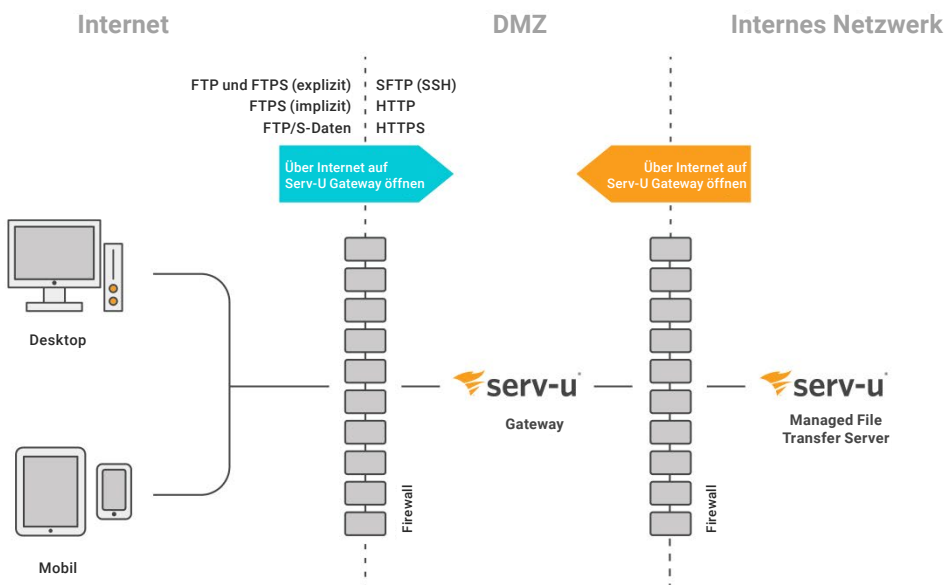 Internet
DMZ
Internes Netzwerk
FTP und FTPS (explizit)
SFTP (SSH)
FTPS (implizit)
HTTP
FTP/S-Daten
HTTPS
Über Internet auf
Serv-U Gateway öffnen
Über Internet auf
Serv-U Gateway öffnen
Desktop
serv-u
Gateway
serv-u
Managed File
Transfer Server
Firewall
Firewall
Mobil